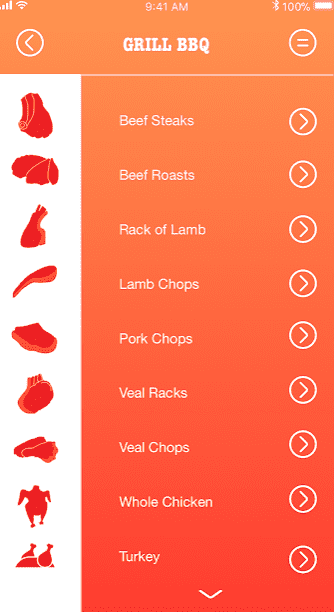 9:41 AM
100%
GRILL BBQ
Beef Steaks
Beef Roasts
Rack of Lamb
Lamb Chops
Pork Chops
Veal Racks
Veal Chops
Whole Chicken
Turkey